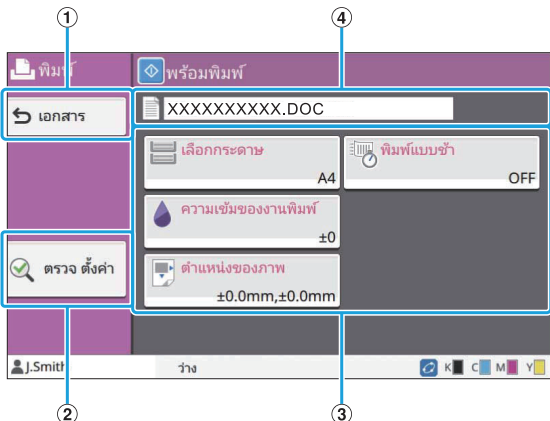 ① ④
พิมพ์ พร้อมพิมพ์
เอกสาร XXXXXXXXXX.DOC
เลือกกระดาษ
A4
พิมพ์แบบช้า
OFF
ความเข้มของงานพิมพ์
±0
ตรวจ ตั้งค่า
ตำแหน่งของภาพ
±0.0mm,±0.0mm
J.Smith ว่าง K C M Y
② ③